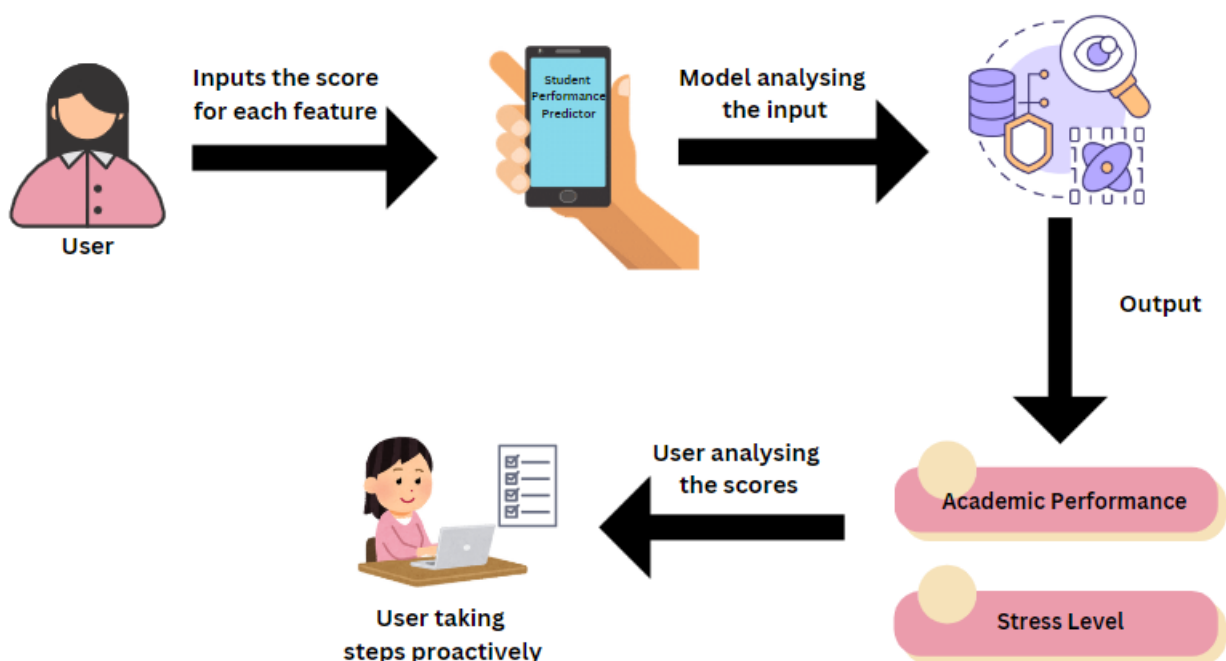 User
Inputs the score
for each feature
Student
Performance
Predictor
Model analysing
the input
Output
Academic Performance
Stress Level
User analysing
the scores
User taking
steps proactively